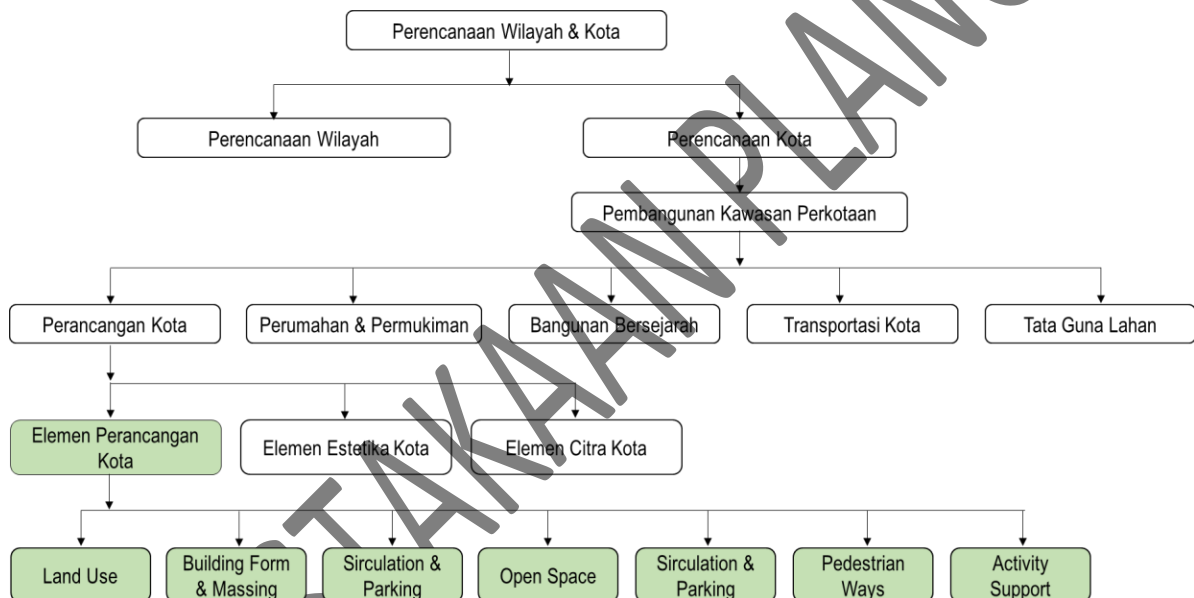 Perencanaan Wilayah & Kota
Perencanaan Wilayah
Perencanaan Kota
Pembangunan Kawasan Perkotaan
Perancangan Kota
Perumahan & Permukiman
Bangunan Bersejarah
Transportasi Kota
Tata Guna Lahan
Elemen Perancangan
Kota
Elemen Estetika Kota
Elemen Citra Kota
Land Use
Building Form
& Massing
Sirculation &
Parking
Open Space
Sirculation &
Parking
Pedestrian
Ways
Activity
Support